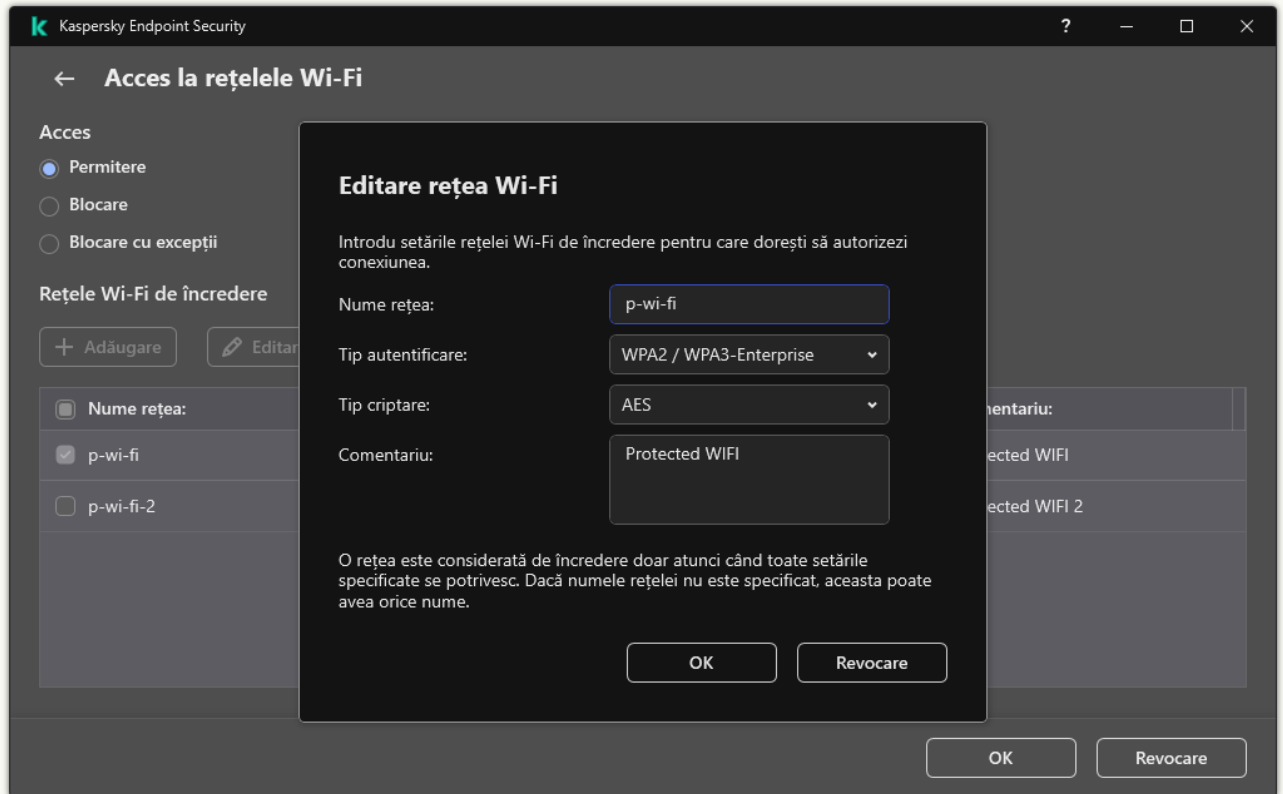 Kaspersky Endpoint Security
?
Acces la rețelele Wi-Fi
Acces
Permitere
Blocare
Blocare cu excepții
Rețele Wi-Fi de încredere
Adăugare
Editar
Nume rețea:
mentariu:
p-wi-fi
ected WIFI
p-wi-fi-2
ected WIFI 2
Editare rețea Wi-Fi
Introdu setările rețelei Wi-Fi de încredere pentru care dorești să autorizezi
conexiunea.
Nume rețea:
p-wi-fi
Tip autentificare:
WPA2 / WPA3-Enterprise
Tip criptare:
AES
Comentariu:
Protected WIFI
O rețea este considerată de încredere doar atunci când toate setările
specificate se potrivesc. Dacă numele rețelei nu este specificat, aceasta poate
avea orice nume.
OK
Revocare
OK
Revocare